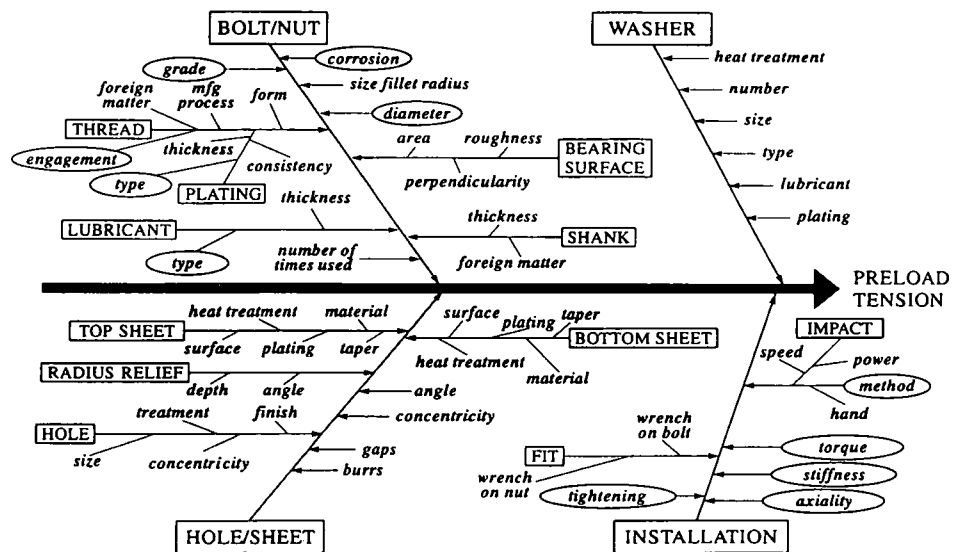 BOLT/NUT
WASHER
corrosion
grade
size fillet radius
foreign
matter
mfg
process
form
diameter
THREAD
engagement
thickness
consistency
type
PLATING
area
roughness
perpendicularity
BEARING
SURFACE
thickness
LUBRICANT
type
number of
times used
thickness
SHANK
foreign matter
heat treatment
number
size
type
lubricant
plating
PRELOAD
TENSION
TOP SHEET
heat treatment
material
surface
plating
taper
surface
plating
taper
BOTTOM SHEET
heat treatment
material
RADIUS RELIEF
depth
angle
angle
concentricity
HOLE
treatment
finish
size
concentricity
gaps
burrs
IMPACT
speed
power
method
hand
wrench
on bolt
FIT
wrench
on nut
torque
stiffness
tightening
axiality
HOLE/SHEET
INSTALLATION